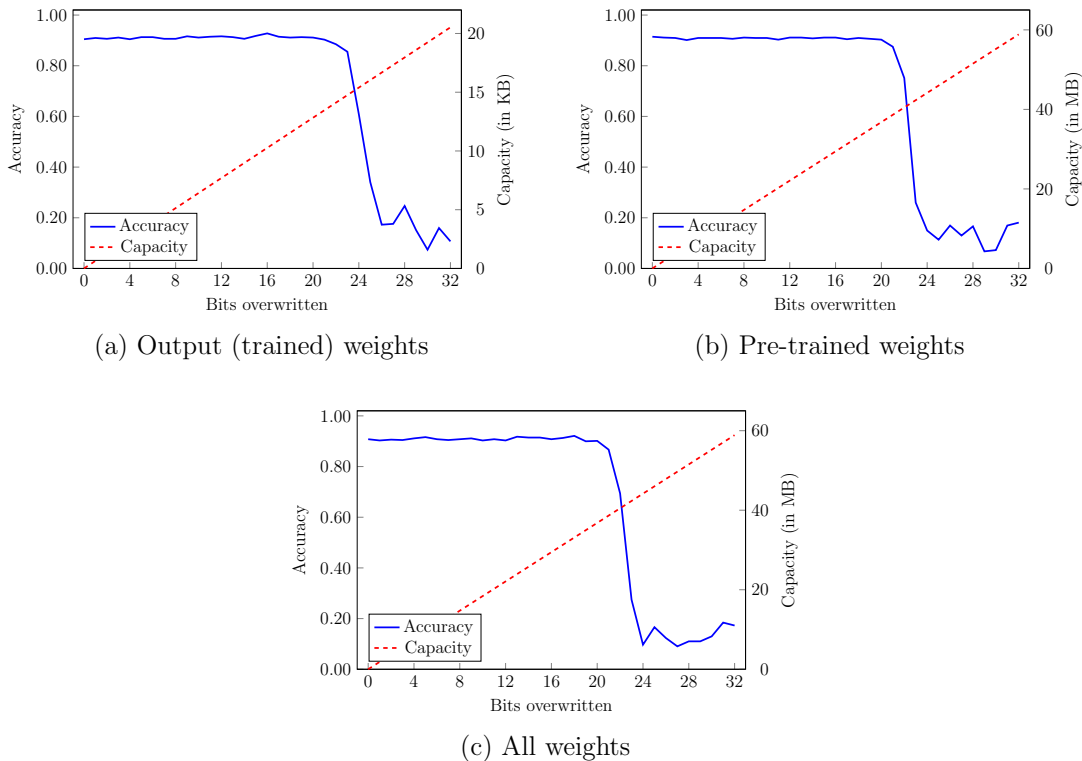 1.00
0.80
0.60
0.40
0.20
0.00
Accuracy
20
15
10
5
0
Capacity (in KB)
Accuracy
Capacity
0 4 8 12 16 20 24 28 32
Bits overwritten
(a) Output (trained) weights
1.00
0.80
0.60
0.40
0.20
0.00
Accuracy
60
40
20
0
Capacity (in MB)
Accuracy
Capacity
0 4 8 12 16 20 24 28 32
Bits overwritten
(b) Pre-trained weights
1.00
0.80
0.60
0.40
0.20
0.00
Accuracy
60
40
20
0
Capacity (in MB)
Accuracy
Capacity
0 4 8 12 16 20 24 28 32
Bits overwritten
(c) All weights